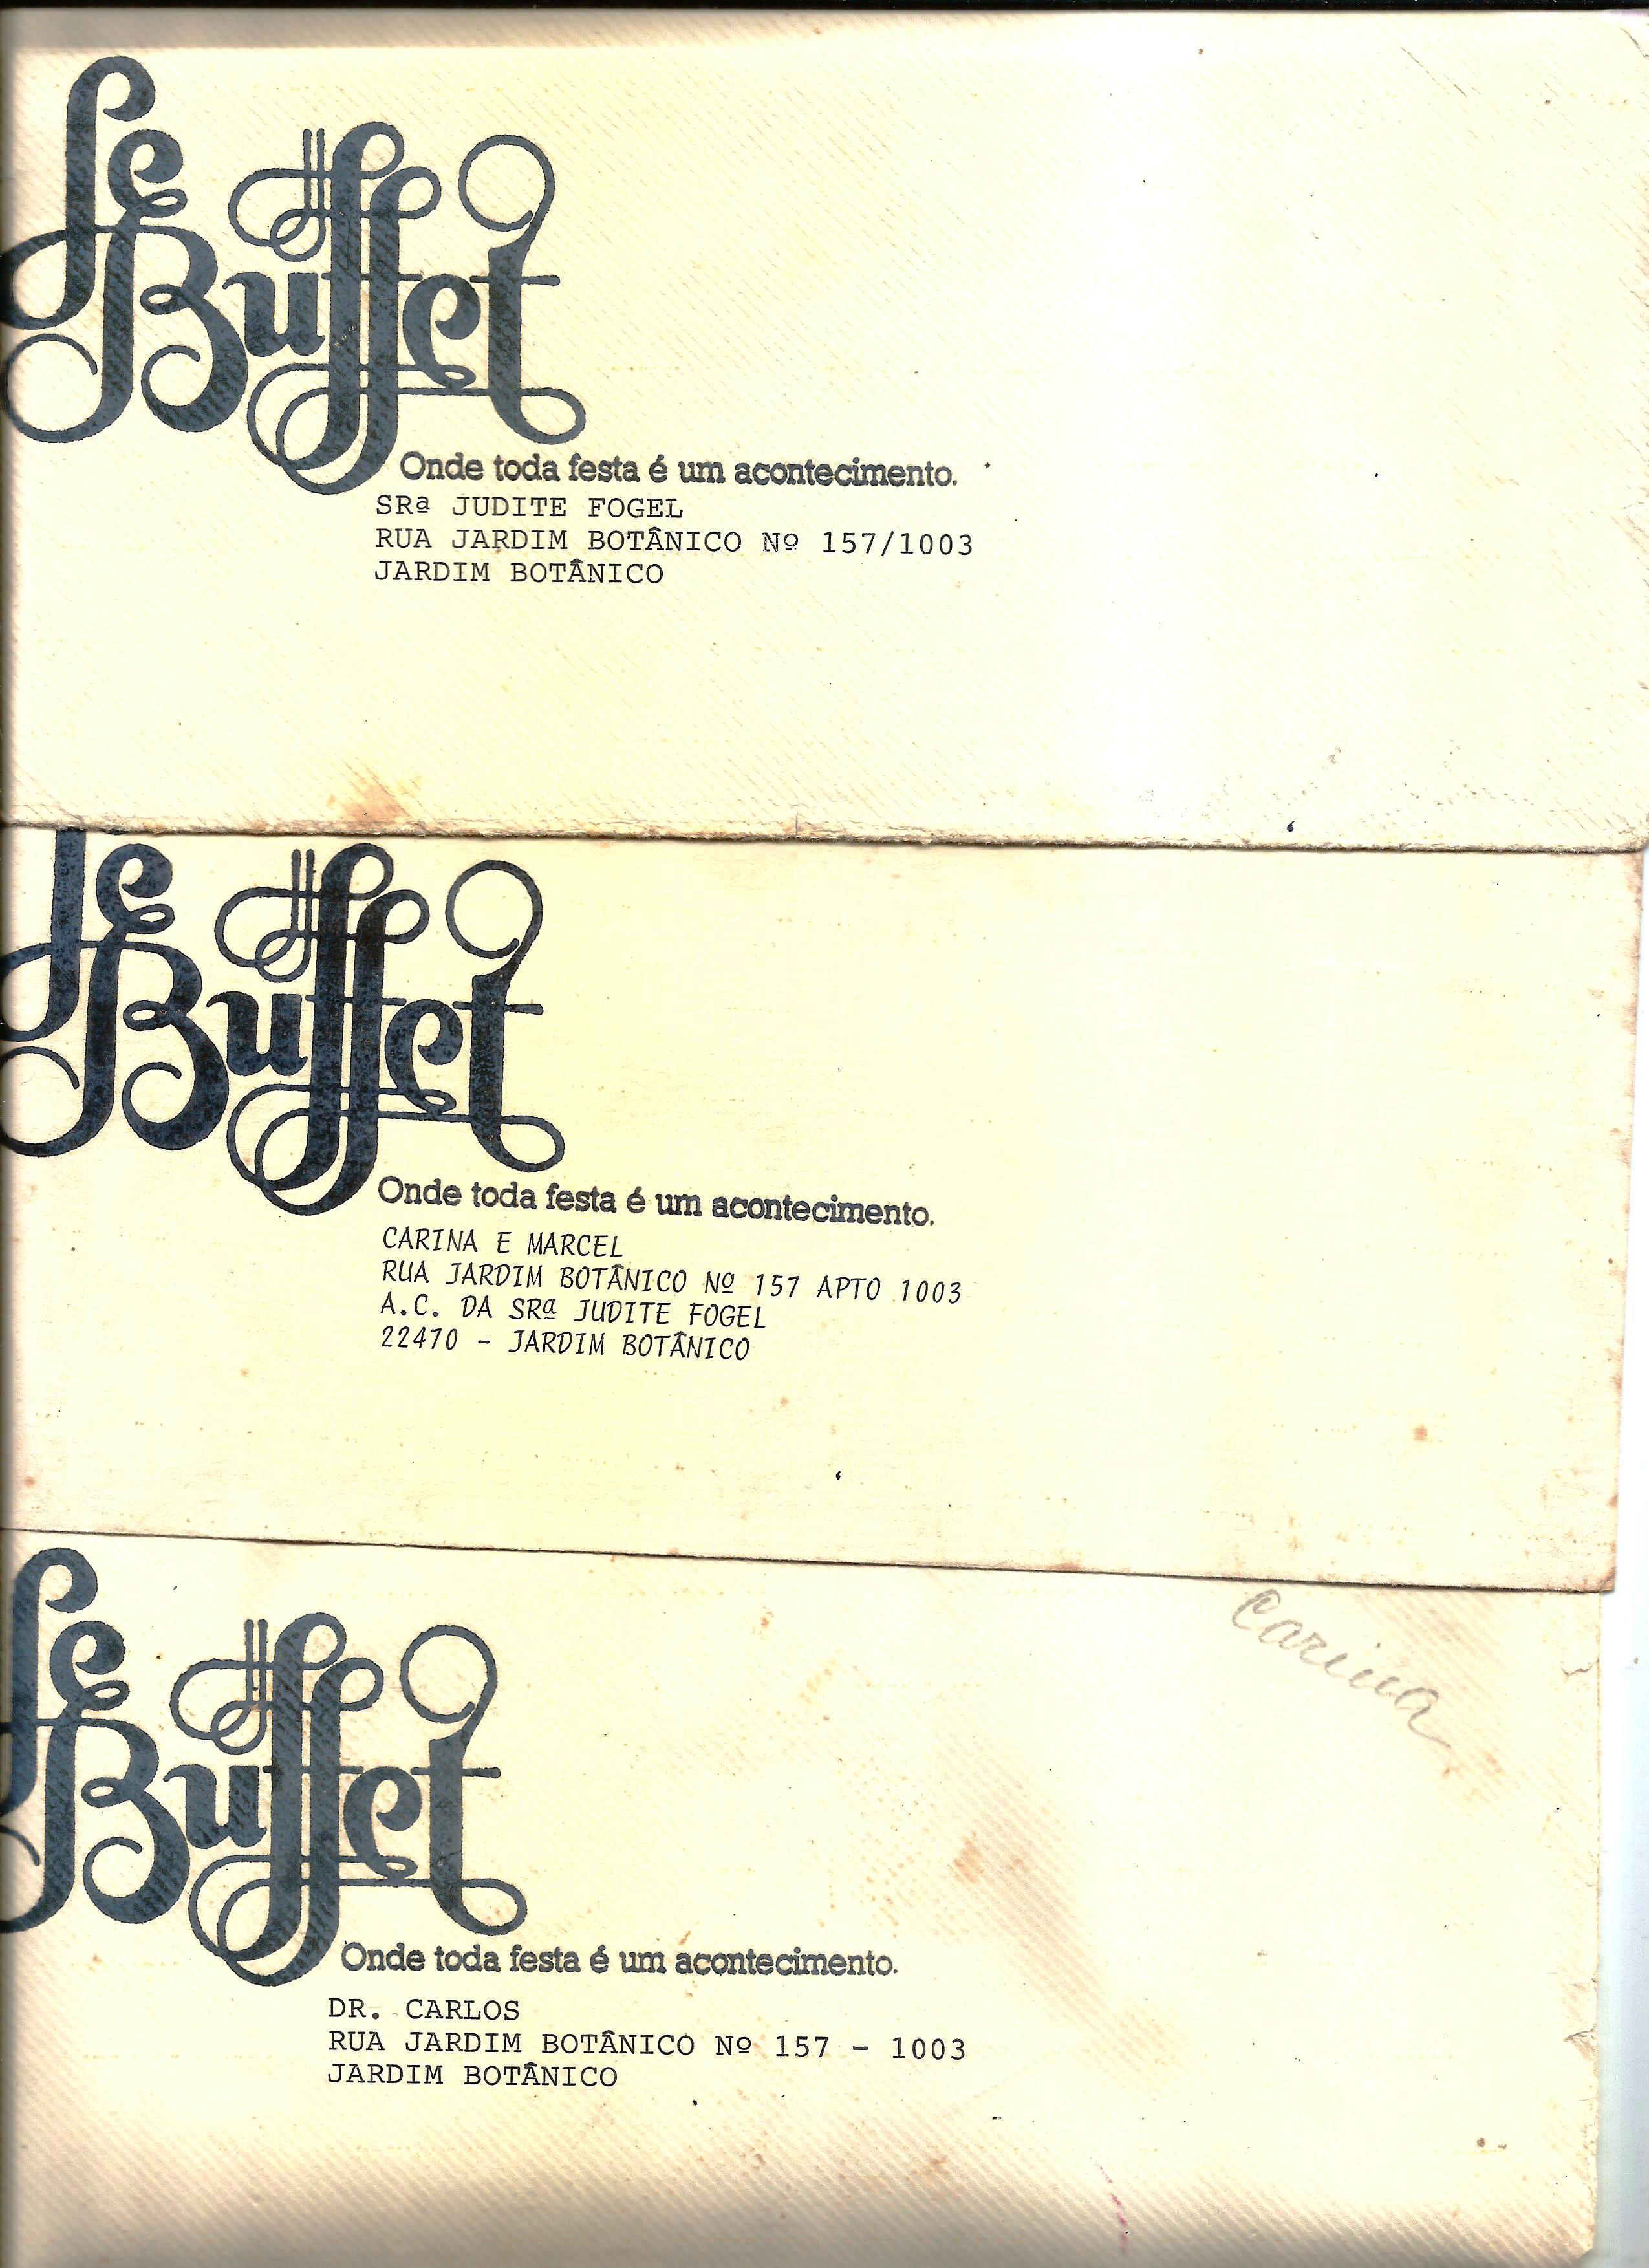 Le
Buffet
Onde toda festa é um acontecimento.
SRª JUDITE FOGEL
RUA JARDIM BOTÂNICO Nº 157/1003
JARDIM BOTÂNICO
Le
Buffet
Onde toda festa é um acontecimento.
CARINA E MARCEL
RUA JARDIM BOTÂNICO Nº 157 APTO 1003
A.C. DA SRª JUDITE FOGEL
22470 - JARDIM BOTÂNICO
Carina
Le
Buffet
Onde toda festa é um acontecimento.
DR. CARLOS
RUA JARDIM BOTÂNICO Nº 157 - 1003
JARDIM BOTÂNICO